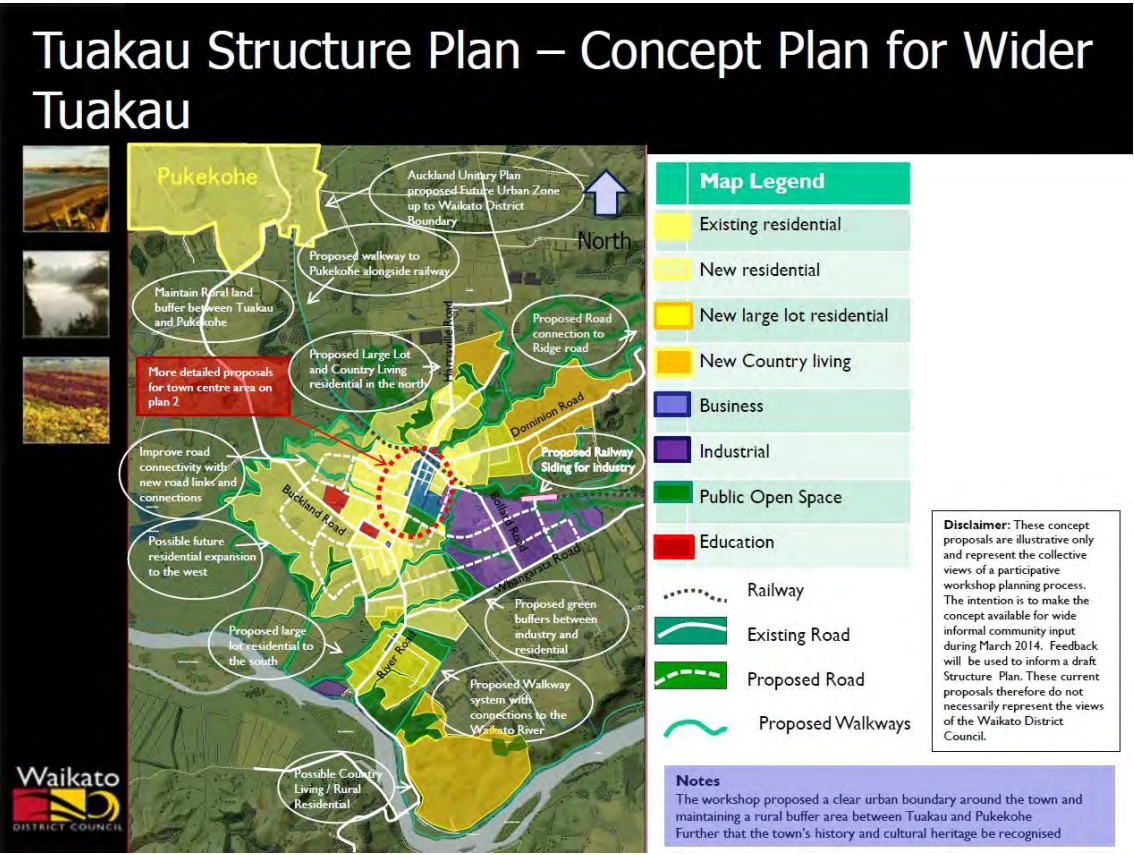 Tuakau Structure Plan – Concept Plan for Wider
Tuakau
Pukekohe
Auckland Unitary Plan
proposed Future Urban Zone
up to Waikato District
Boundary
North
Proposed walkway to
Pukekohe alongside railway
Maintain Rural land
buffer between Tuakau
and Pukekohe
Harrisville Road
Proposed Road
connection to
Ridge road
Proposed Large Lot
and Country Living
residential in the north
More detailed proposals
for town centre area on
plan 2
Dominion Road
Proposed Railway
Siding for industry
Improve road
connectivity with
new road links and
connections
Buckland Road
Bollard Road
Whangarata Road
Possible future
residential expansion
to the west
Proposed green
buffers between
industry and
residential
Proposed large
lot residential to
the south
River Road
Proposed Walkway
system with
connections to the
Waikato River
Possible Country
Living / Rural
Residential
Map Legend
Existing residential
New residential
New large lot residential
New Country living
Business
Industrial
Public Open Space
Education
Railway
Existing Road
Proposed Road
Proposed Walkways
Disclaimer: These concept
proposals are illustrative only
and represent the collective
views of a participative
workshop planning process.
The intention is to make the
concept available for wide
informal community input
during March 2014. Feedback
will be used to inform a draft
Structure Plan. These current
proposals therefore do not
necessarily represent the views
of the Waikato District
Council.
Notes
The workshop proposed a clear urban boundary around the town and
maintaining a rural buffer area between Tuakau and Pukekohe
Further that the town's history and cultural heritage be recognised
Waikato
DISTRICT COUNCIL